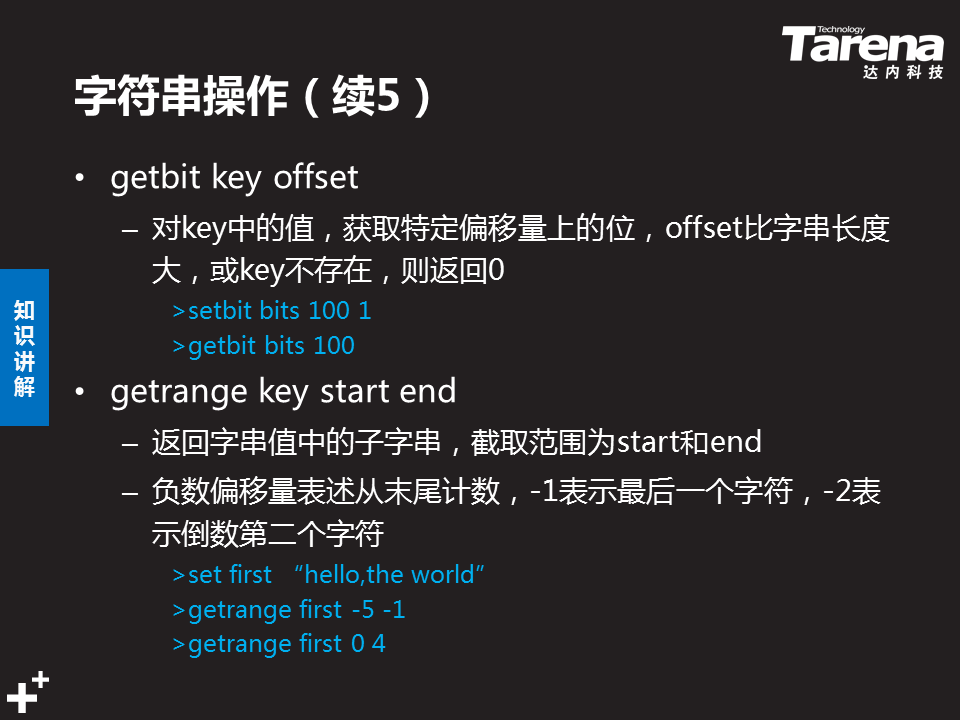 Technology
Tarena
达内科技
字符串操作（续5）
• getbit key offset
– 对key中的值，获取特定偏移量上的位，offset比字串长度
大，或key不存在，则返回0
>setbit bits 100 1
>getbit bits 100
知
识
讲
解
• getrange key start end
– 返回字串值中的子字串，截取范围为start和end
– 负数偏移量表述从末尾计数，-1表示最后一个字符，-2表
示倒数第二个字符
>set first “hello,the world”
>getrange first -5 -1
>getrange first 0 4